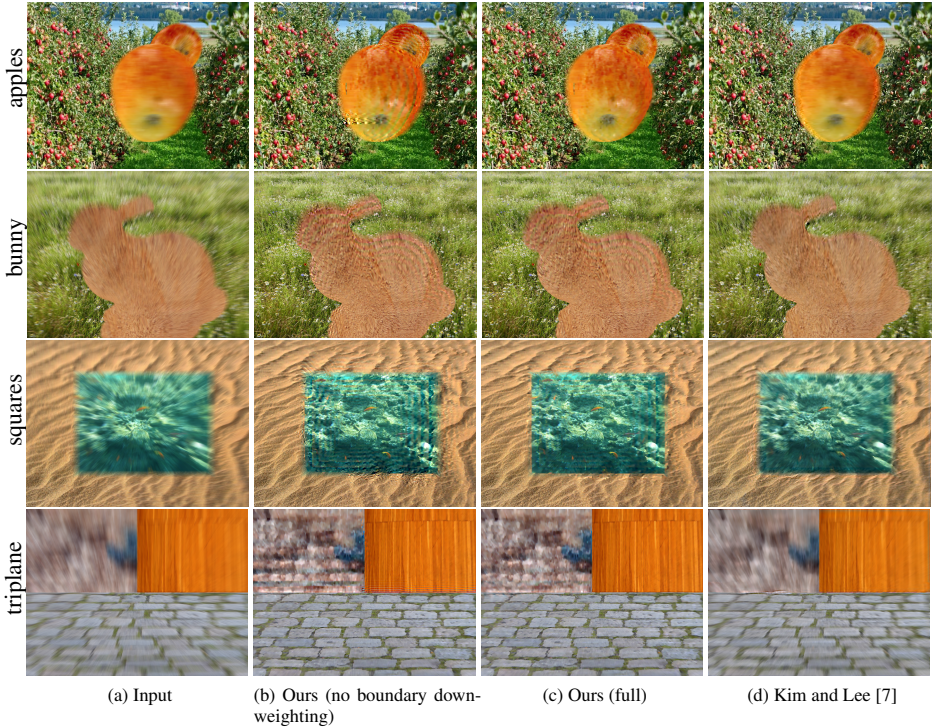 apples
bunny
squares
triplane
(a) Input
(b) Ours (no boundary down-
weighting)
(c) Ours (full)
(d) Kim and Lee [7]